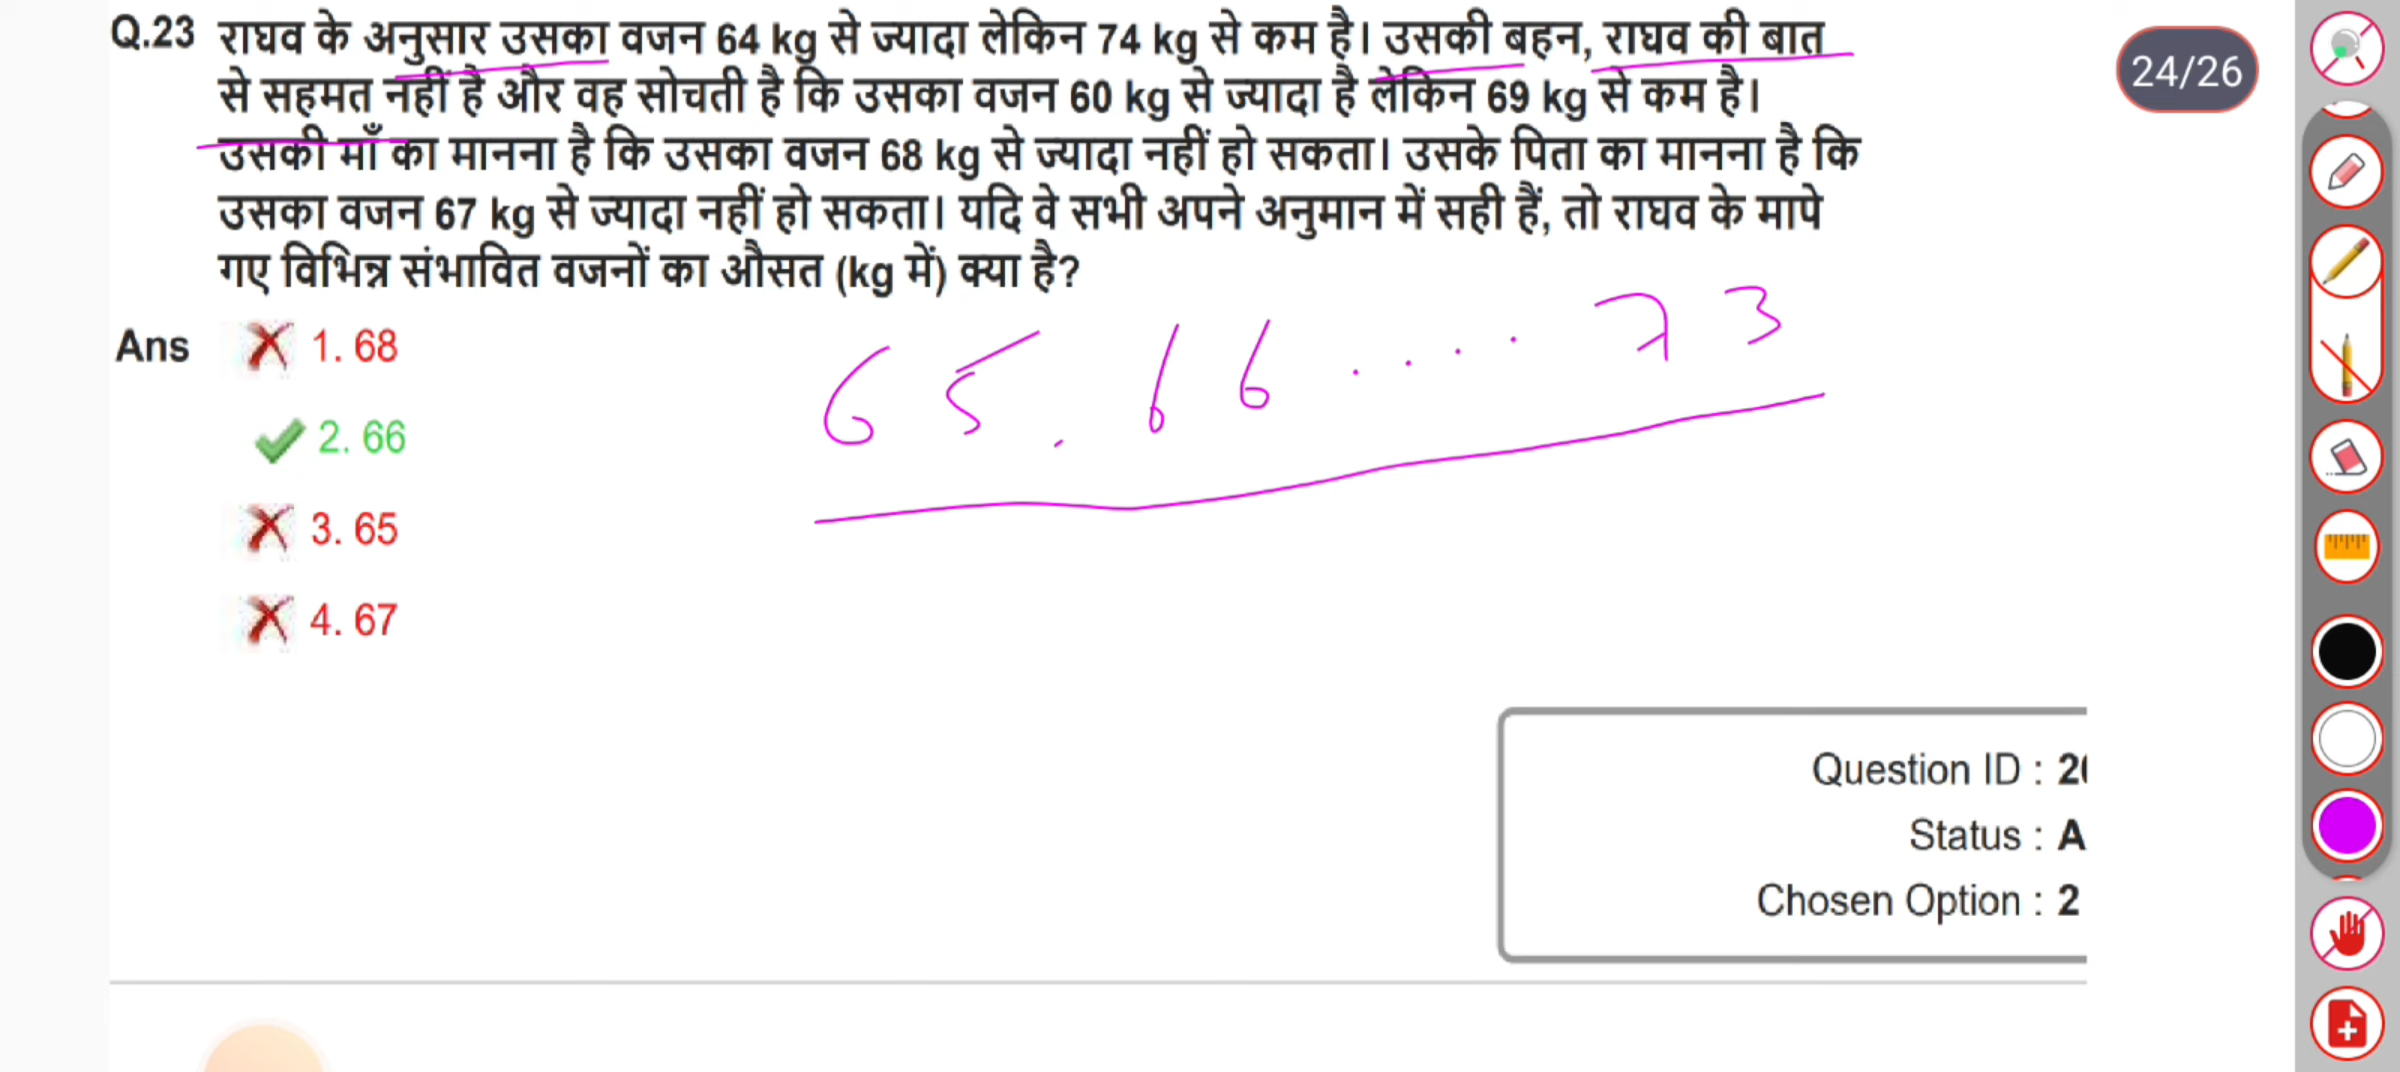 Q.23 राघव के अनुसार उसका वजन 64 kg से ज्यादा लेकिन 74 kg से कम है। उसकी बहन, राघव की बात
से सहमत नहीं है और वह सोचती है कि उसका वजन 60 kg से ज्यादा है लेकिन 69 kg से कम है।
उसकी माँ का मानना है कि उसका वजन 68 kg से ज्यादा नहीं हो सकता। उसके पिता का मानना है कि
उसका वजन 67 kg से ज्यादा नहीं हो सकता। यदि वे सभी अपने अनुमान में सही हैं, तो राघव के मापे
गए विभिन्न संभावित वजनों का औसत (kg में) क्या है?
Ans 1. 68
2. 66
3. 65
4. 67
65. 66 .... 73
24/26
Question ID : 2
Status : A
Chosen Option : 2